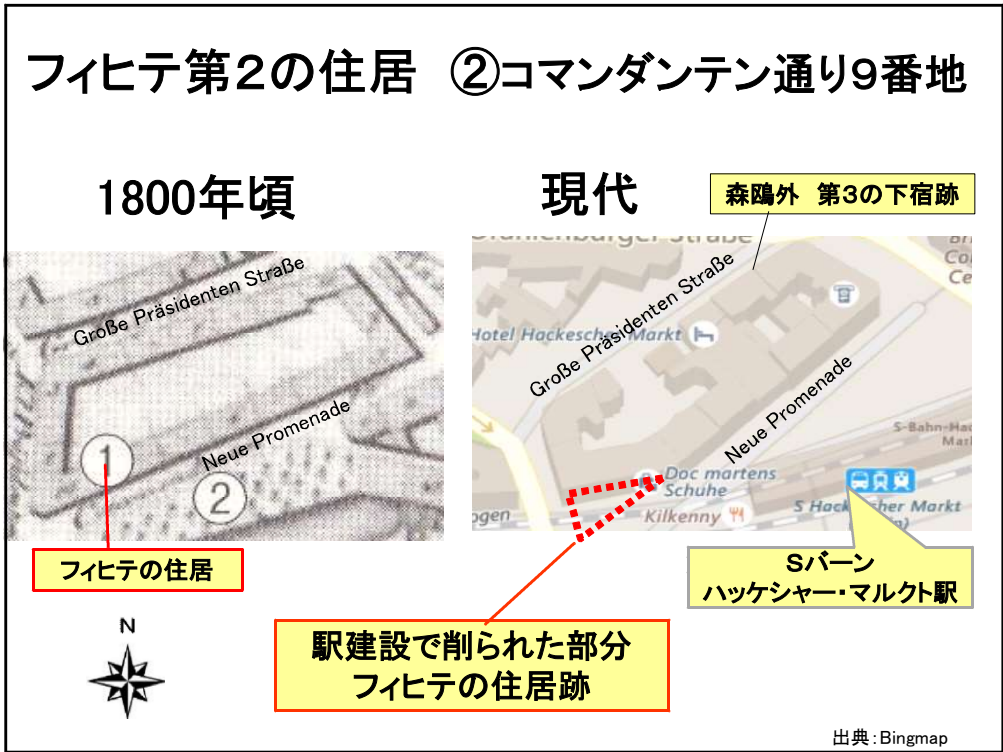 フィヒテ第２の住居　②コマンダンテン通り９番地
1800年頃
現代
森鴎外　第３の下宿跡
Große Präsidenten Straße
Neue Promenade
1
2
フィヒテの住居
Große Präsidenten Straße
Hotel Hackescher Markt
Neue Promenade
Doc martens
Schuhe
Kilkenny
S Hackescher Markt
Ｓバーン
ハッケシャー・マルクト駅
駅建設で削られた部分
フィヒテの住居跡
N
出典：Bingmap